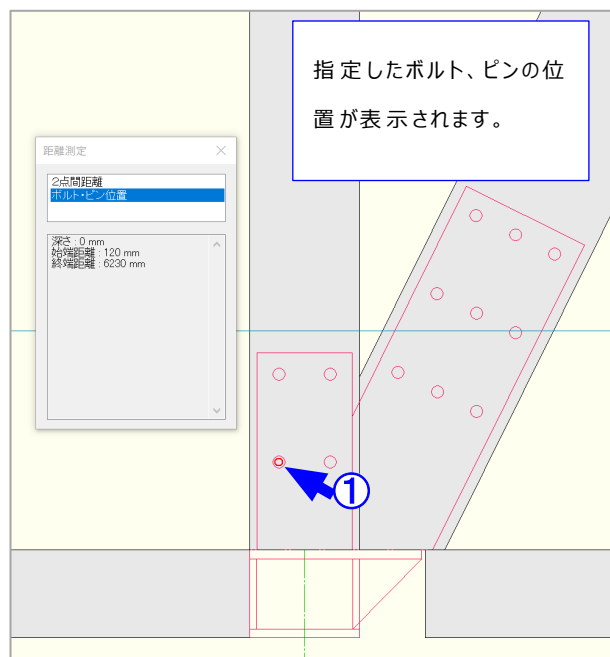 指定したボルト、ピンの位
置が表示されます。
距離測定
2点間距離
ボルト・ピン位置
深さ : 0 mm
始端距離 : 120 mm
終端距離 : 6230 mm
①